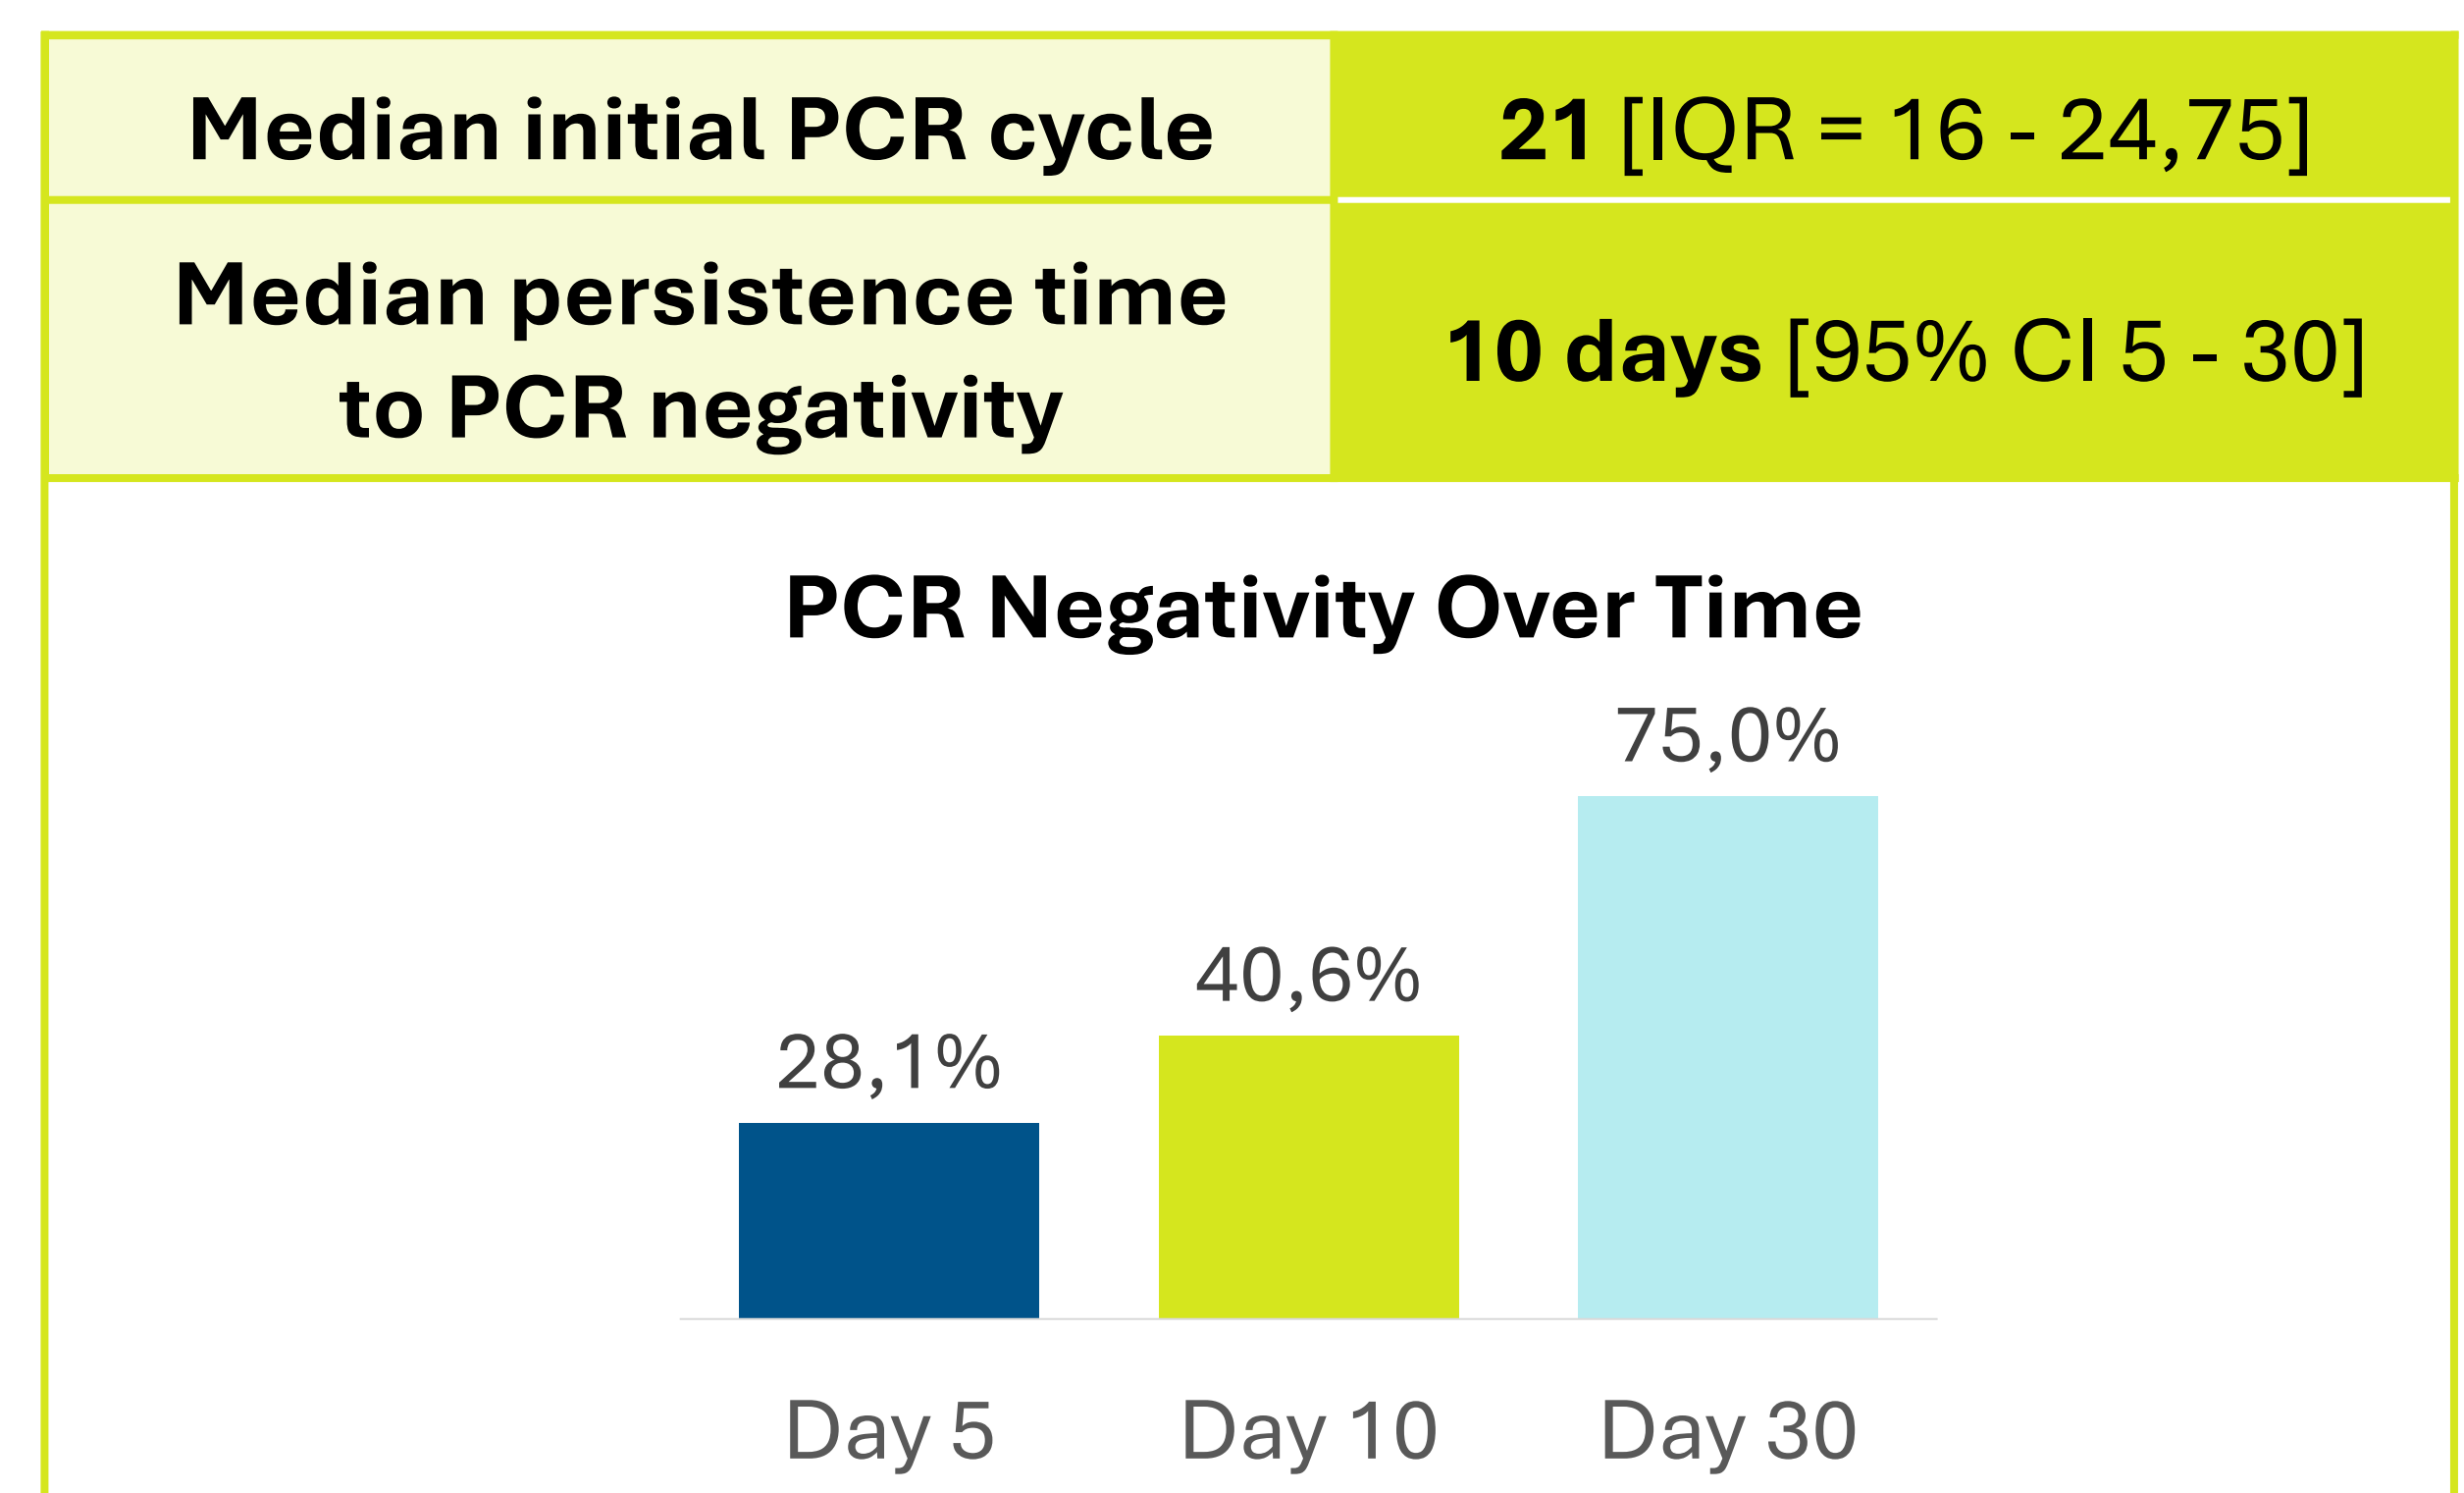 Median initial PCR cycle
21 [IQR = 16 - 24,75]
Median persistence time
to PCR negativity
10 days [95% CI 5 - 30]
PCR Negativity Over Time
75,0%
40,6%
28,1%
Day 5
Day 10
Day 30